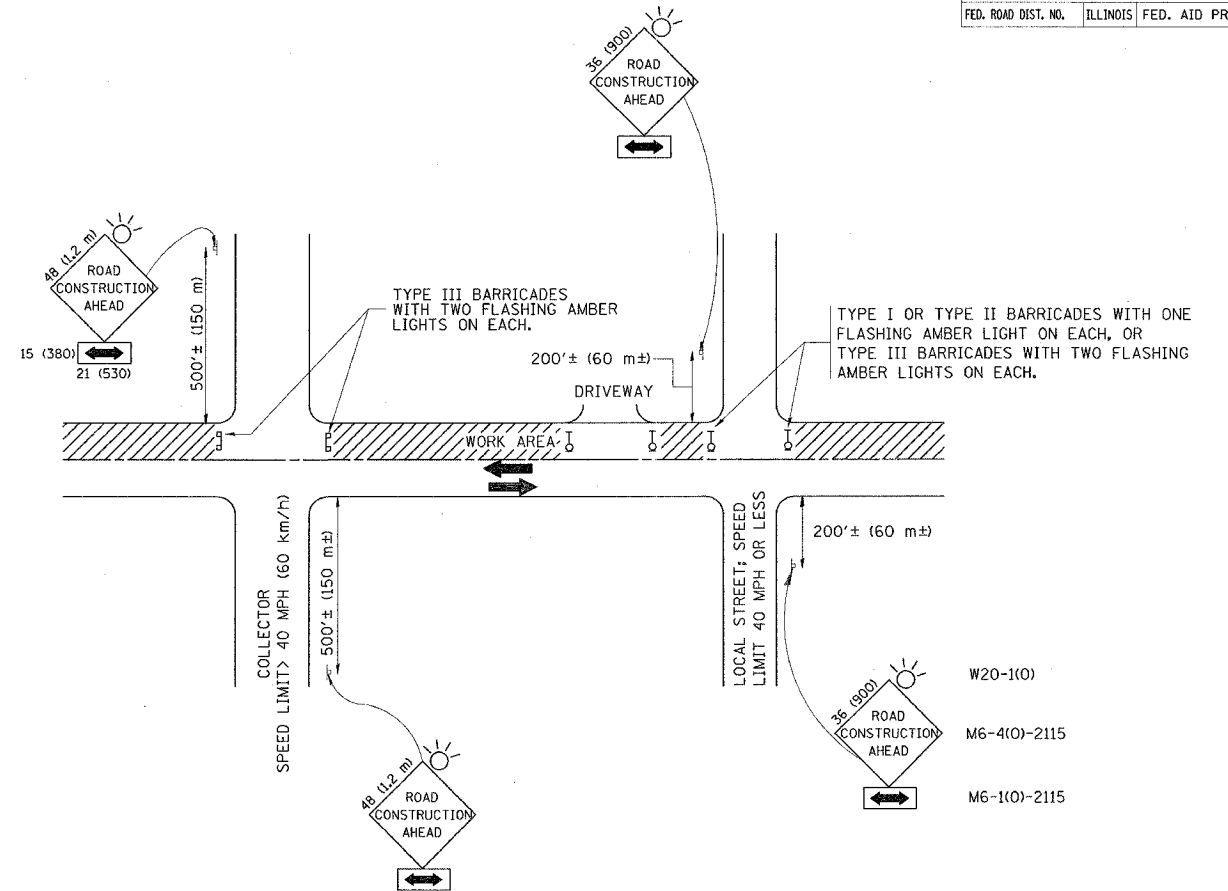 FED. ROAD DIST. NO. ILLINOIS FED. AID PR
36 (900)
ROAD
CONSTRUCTION
AHEAD
48 (1.2 m)
ROAD
CONSTRUCTION
AHEAD
15 (380)
21 (530)
500'± (150 m)
TYPE III BARRICADES
WITH TWO FLASHING AMBER
LIGHTS ON EACH.
200'± (60 m±)
DRIVEWAY
TYPE I OR TYPE II BARRICADES WITH ONE
FLASHING AMBER LIGHT ON EACH, OR
TYPE III BARRICADES WITH TWO FLASHING
AMBER LIGHTS ON EACH.
WORK AREA
COLLECTOR
SPEED LIMIT> 40 MPH (60 km/h)
500'± (150 m±)
LOCAL STREET; SPEED
LIMIT 40 MPH OR LESS
200'± (60 m±)
48 (1.2 m)
ROAD
CONSTRUCTION
AHEAD
36 (900)
ROAD
CONSTRUCTION
AHEAD
W20-1(O)
M6-4(O)-2115
M6-1(O)-2115